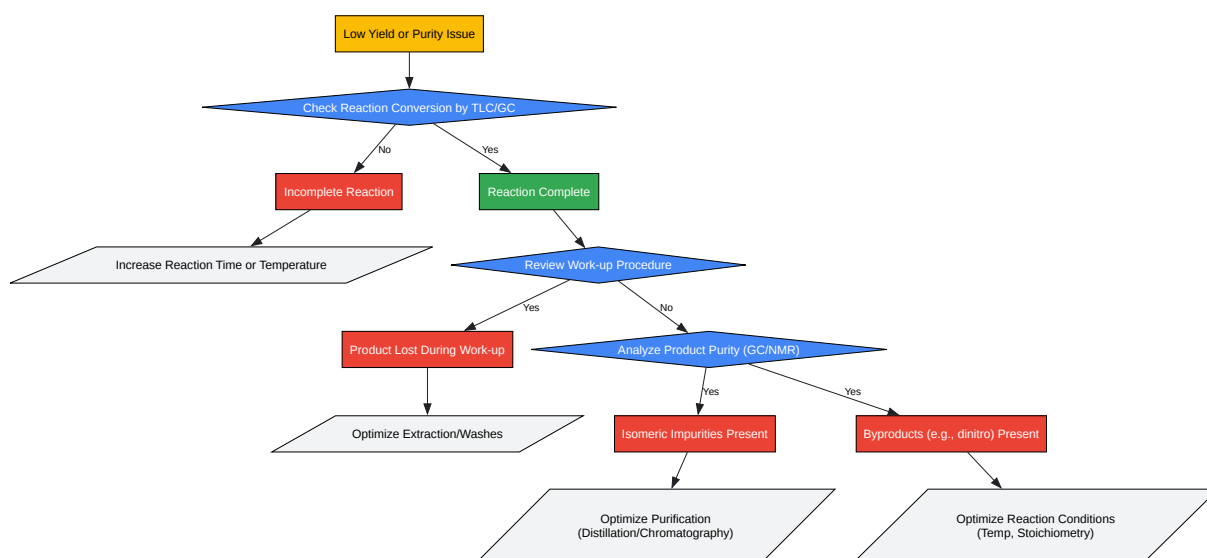 Low Yield or Purity Issue
Check Reaction Conversion by TLC/GC
No
Yes
Incomplete Reaction
Reaction Complete
Increase Reaction Time or Temperature
Review Work-up Procedure
Yes
No
Product Lost During Work-up
Analyze Product Purity (GC/NMR)
Yes
Yes
Optimize Extraction/Washes
Isomeric Impurities Present
Byproducts (e.g., dinitro) Present
Optimize Purification
(Distillation/Chromatography)
Optimize Reaction Conditions
(Temp, Stoichiometry)